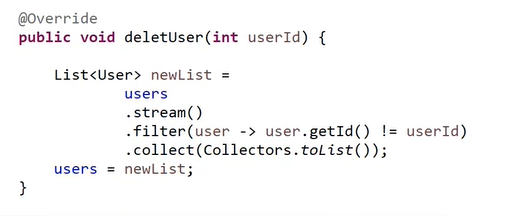 @Override
public void deletUser(int userId) {
List<User> newList =
users
.stream()
.filter(user -> user.getId() != userId)
.collect(Collectors.toList());
users = newList;
}